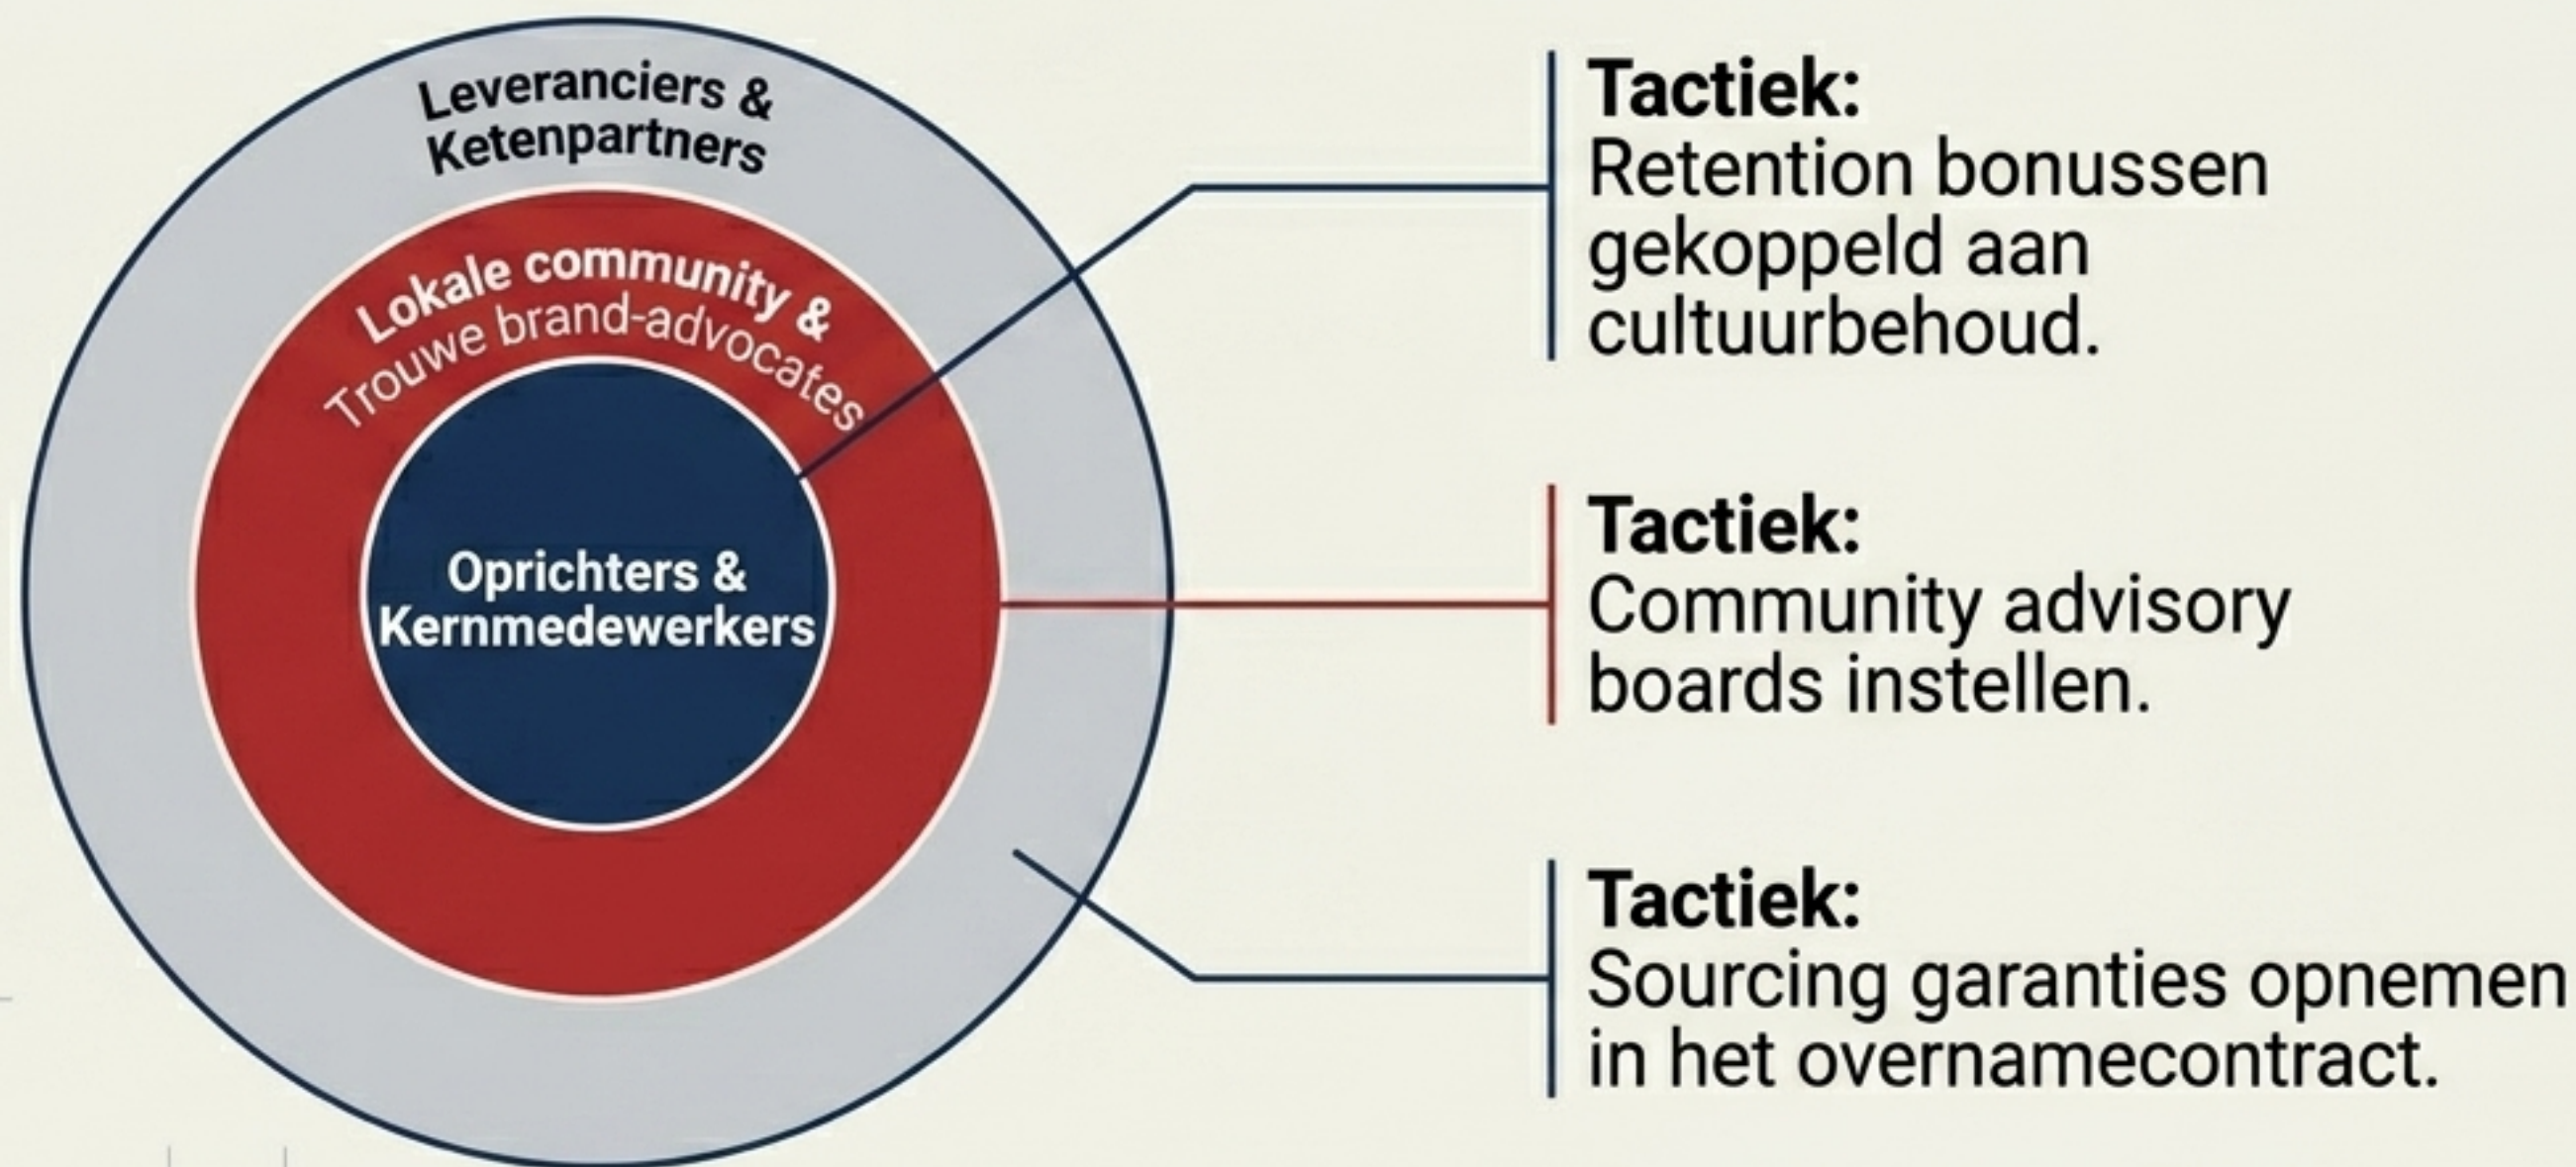 Leveranciers &
Ketenpartners
Lokale community &
Trouwe brand-advocates
Oprichters &
Kernmedewerkers
Tactiek:
Retention bonussen
gekoppeld aan
cultuurbehoud.
Tactiek:
Community advisory
boards instellen.
Tactiek:
Sourcing garanties opnemen
in het overnamecontract.